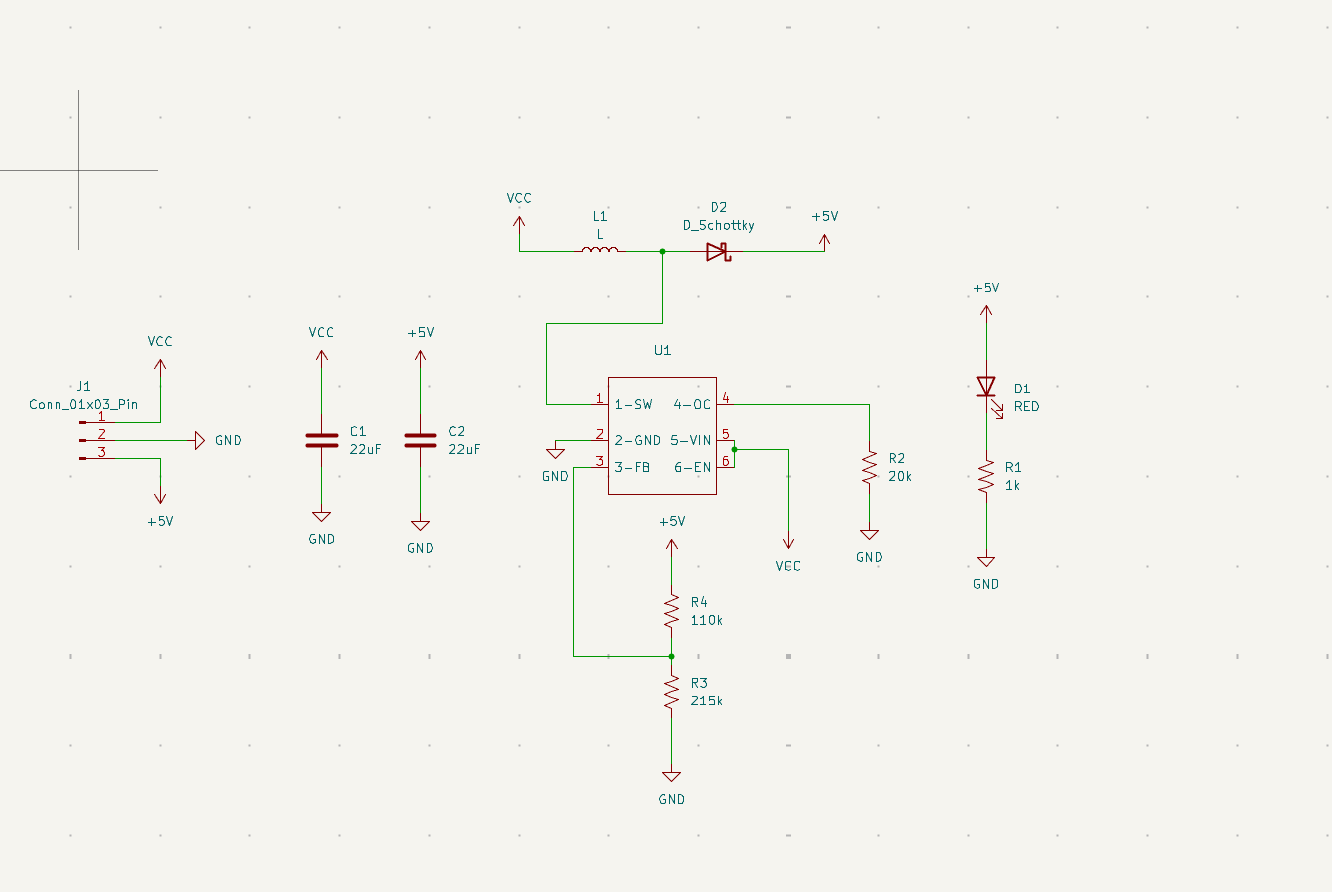 VCC
L1
L
D2
D_Schottky
+5V
+5V
VCC
VCC
+5V
U1
J1
Conn_01x03_Pin
1
2
3
GND
+5V
C1
22uF
GND
C2
22uF
GND
1
1-SW
4-OC
4
2
2-GND
5-VIN
5
3
3-FB
6-EN
6
GND
VCC
R2
20k
GND
D1
RED
R1
1k
GND
+5V
R4
110k
R3
215k
GND